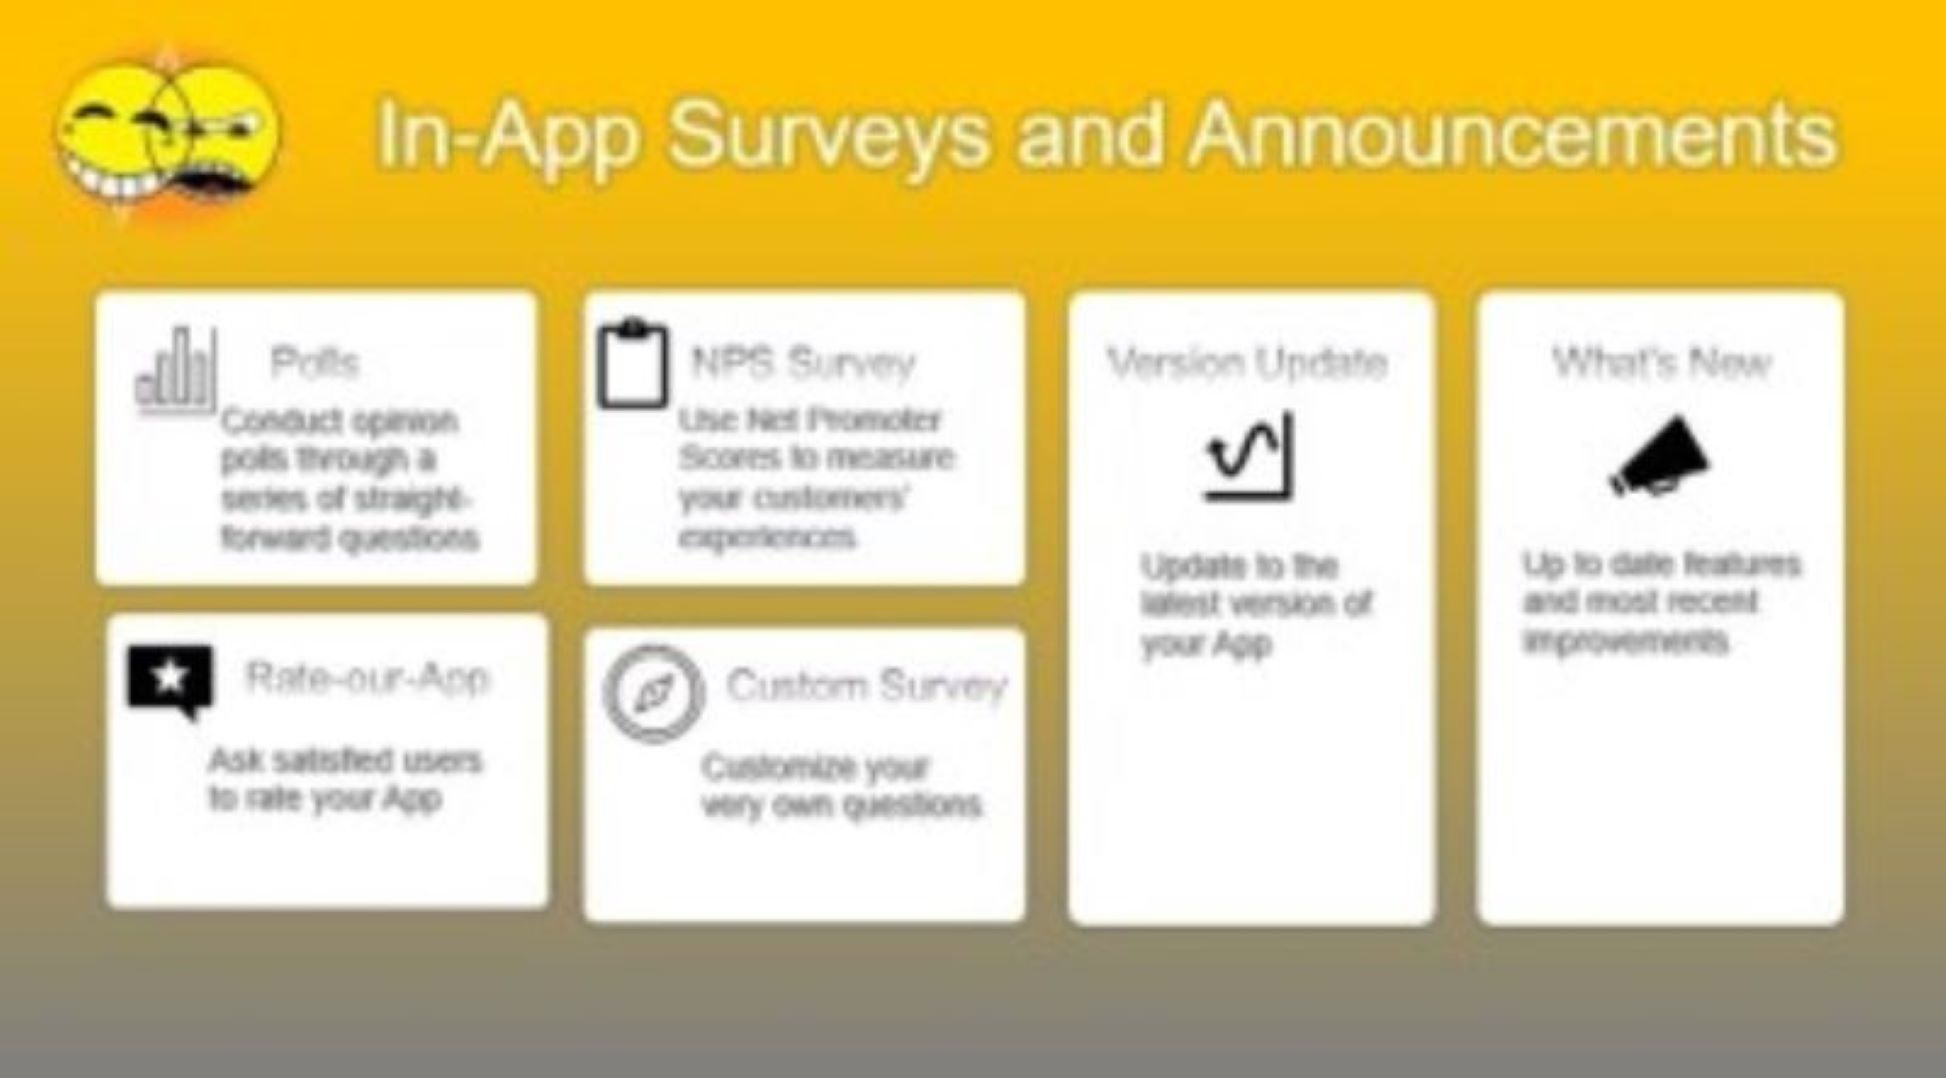 In-App Surveys and Announcements
Polls
Conduct opinion
polls through a
series of straight-
forward questions
NPS Survey
Use Net Promoter
Scores to measure
your customers'
experiences
Version Update
Update to the
latest version of
your App
What's New
Up to date features
and most recent
improvements
Rate-our-App
Ask satisfied users
to rate your App
Custom Survey
Customize your
very own questions